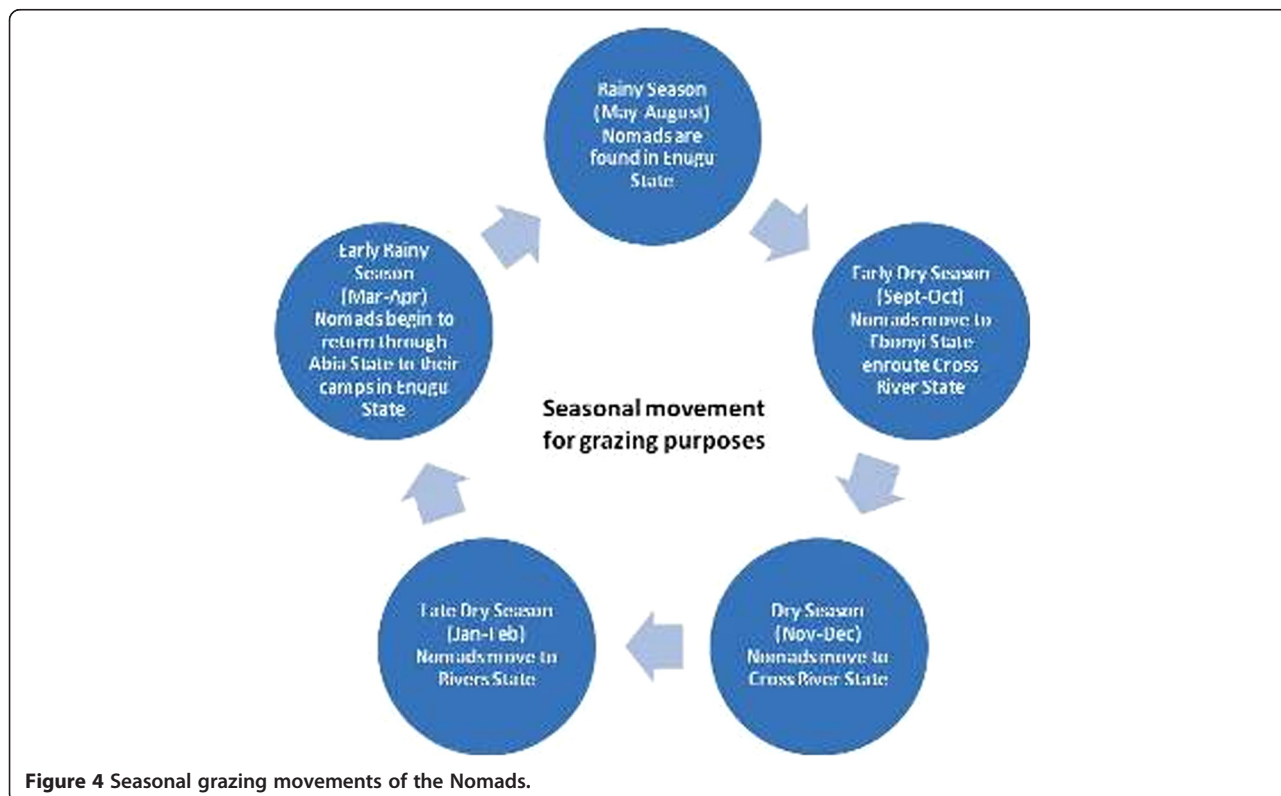 Rainy Season
(May-August)
Nomads are
found in Enugu
State
Early Dry Season
(Sept-Oct)
Nomads move to
Ebonyi State
enroute Cross
River State
Dry Season
(Nov-Dec)
Nomads move to
Cross River State
Late Dry Season
(Jan-Feb)
Nomads move to
Rivers State
Early Rainy
Season
(Mar-Apr)
Nomads begin to
return through
Abia State to their
camps in Enugu
State
Seasonal movement
for grazing purposes
Figure 4 Seasonal grazing movements of the Nomads.